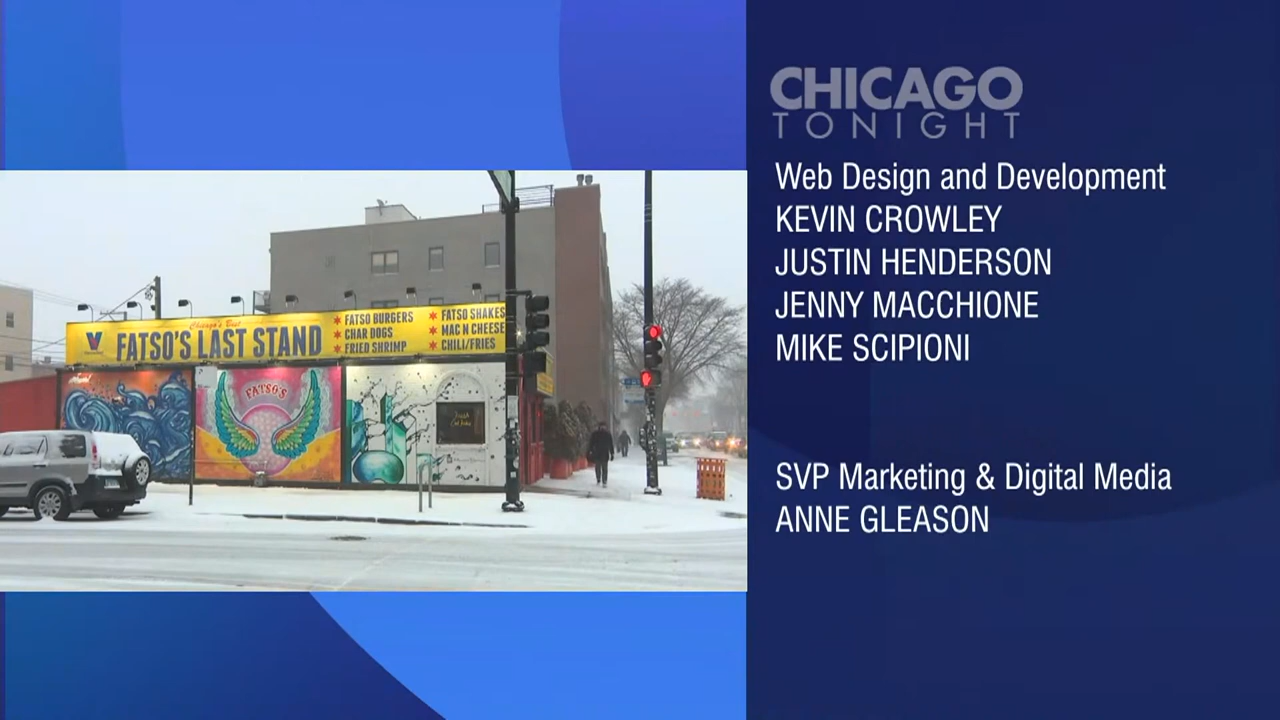 Chicago's Best
FATSO'S LAST STAND
FATSO BURGERS
CHAR DOGS
FRIED SHRIMP
FATSO SHAKES
MAC N CHEESE
CHILI/FRIES
FATSO'S
CHICAGO
TONIGHT
Web Design and Development
KEVIN CROWLEY
JUSTIN HENDERSON
JENNY MACCHIONE
MIKE SCIPIONI
SVP Marketing & Digital Media
ANNE GLEASON